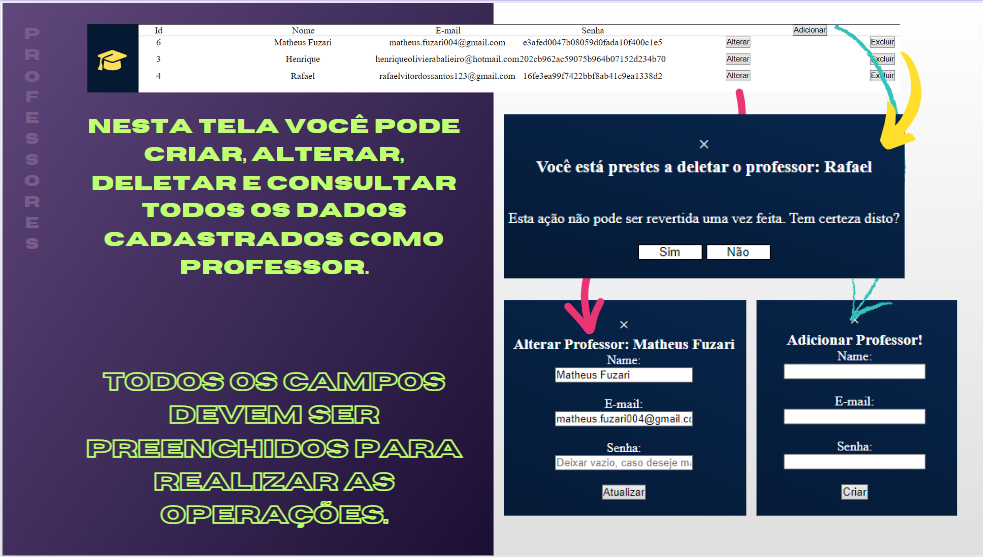 PROFESSORES
Id Nome E-mail Senha Adicionar
6 Matheus Fuzari matheus.fuzari004@gmail.com e3afed0047b08059d0fada10f400c1e5 Alterar Excluir
3 Henrique henriqueolivierabalieiro@hotmail.com 202cb962ac59075b964b07152d234b70 Alterar Excluir
4 Rafael rafaelvitordossantos123@gmail.com 16fe3ea99f7422bbf8ab41c9ea1338d2 Alterar Excluir
NESTA TELA VOCÊ PODE
CRIAR, ALTERAR,
DELETAR E CONSULTAR
TODOS OS DADOS
CADASTRADOS COMO
PROFESSOR.
TODOS OS CAMPOS
DEVEM SER
PREENCHIDOS PARA
REALIZAR AS
OPERAÇÕES.
×
Você está prestes a deletar o professor: Rafael
Esta ação não pode ser revertida uma vez feita. Tem certeza disto?
Sim Não
×
Alterar Professor: Matheus Fuzari
Name:
Matheus Fuzari
E-mail:
matheus.fuzari004@gmail.co
Senha:
Deixar vazio, caso deseje ma
Atualizar
×
Adicionar Professor!
Name:
E-mail:
Senha:
Criar